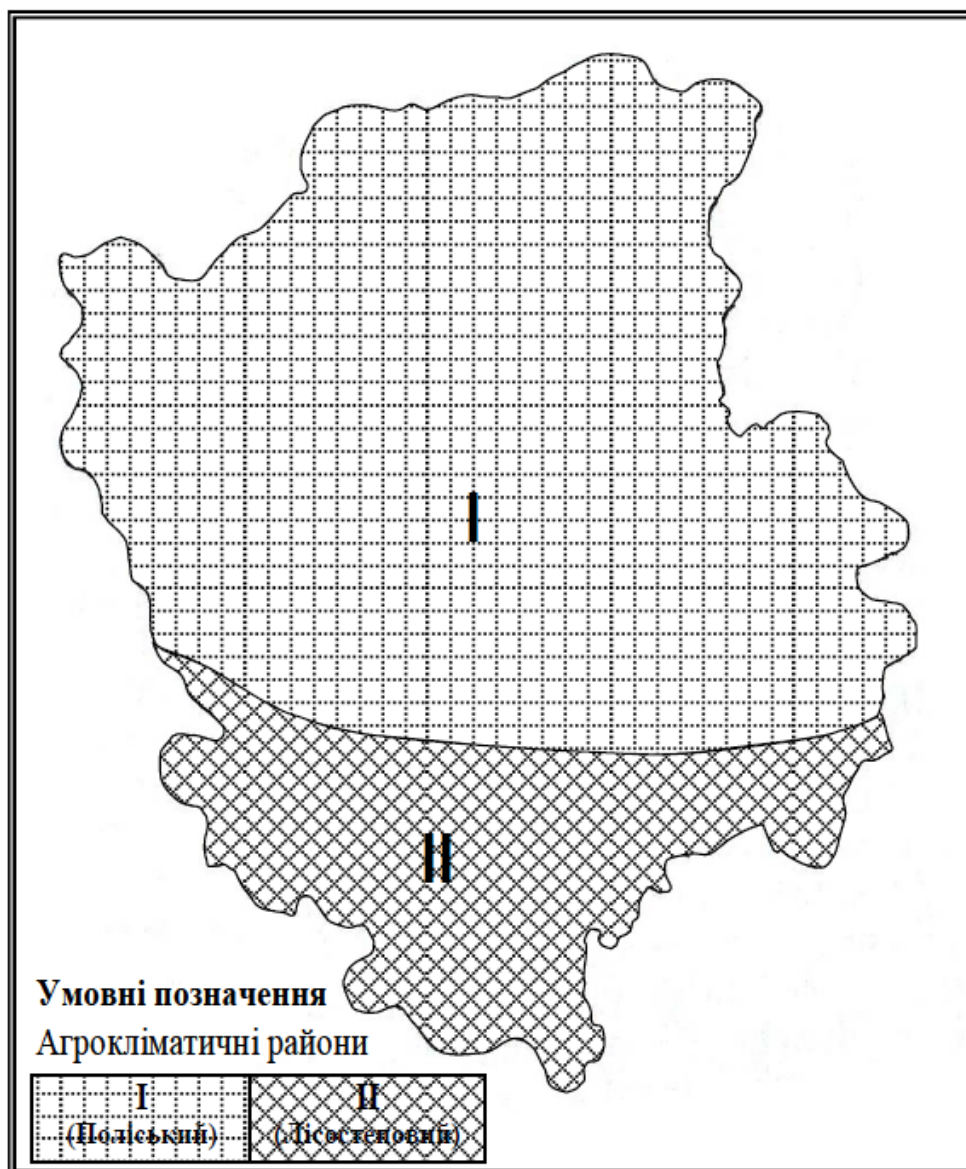 I
II
Умовні позначення
Агрокліматичні райони
I
(Поліський)
II
(Лісостеповий)